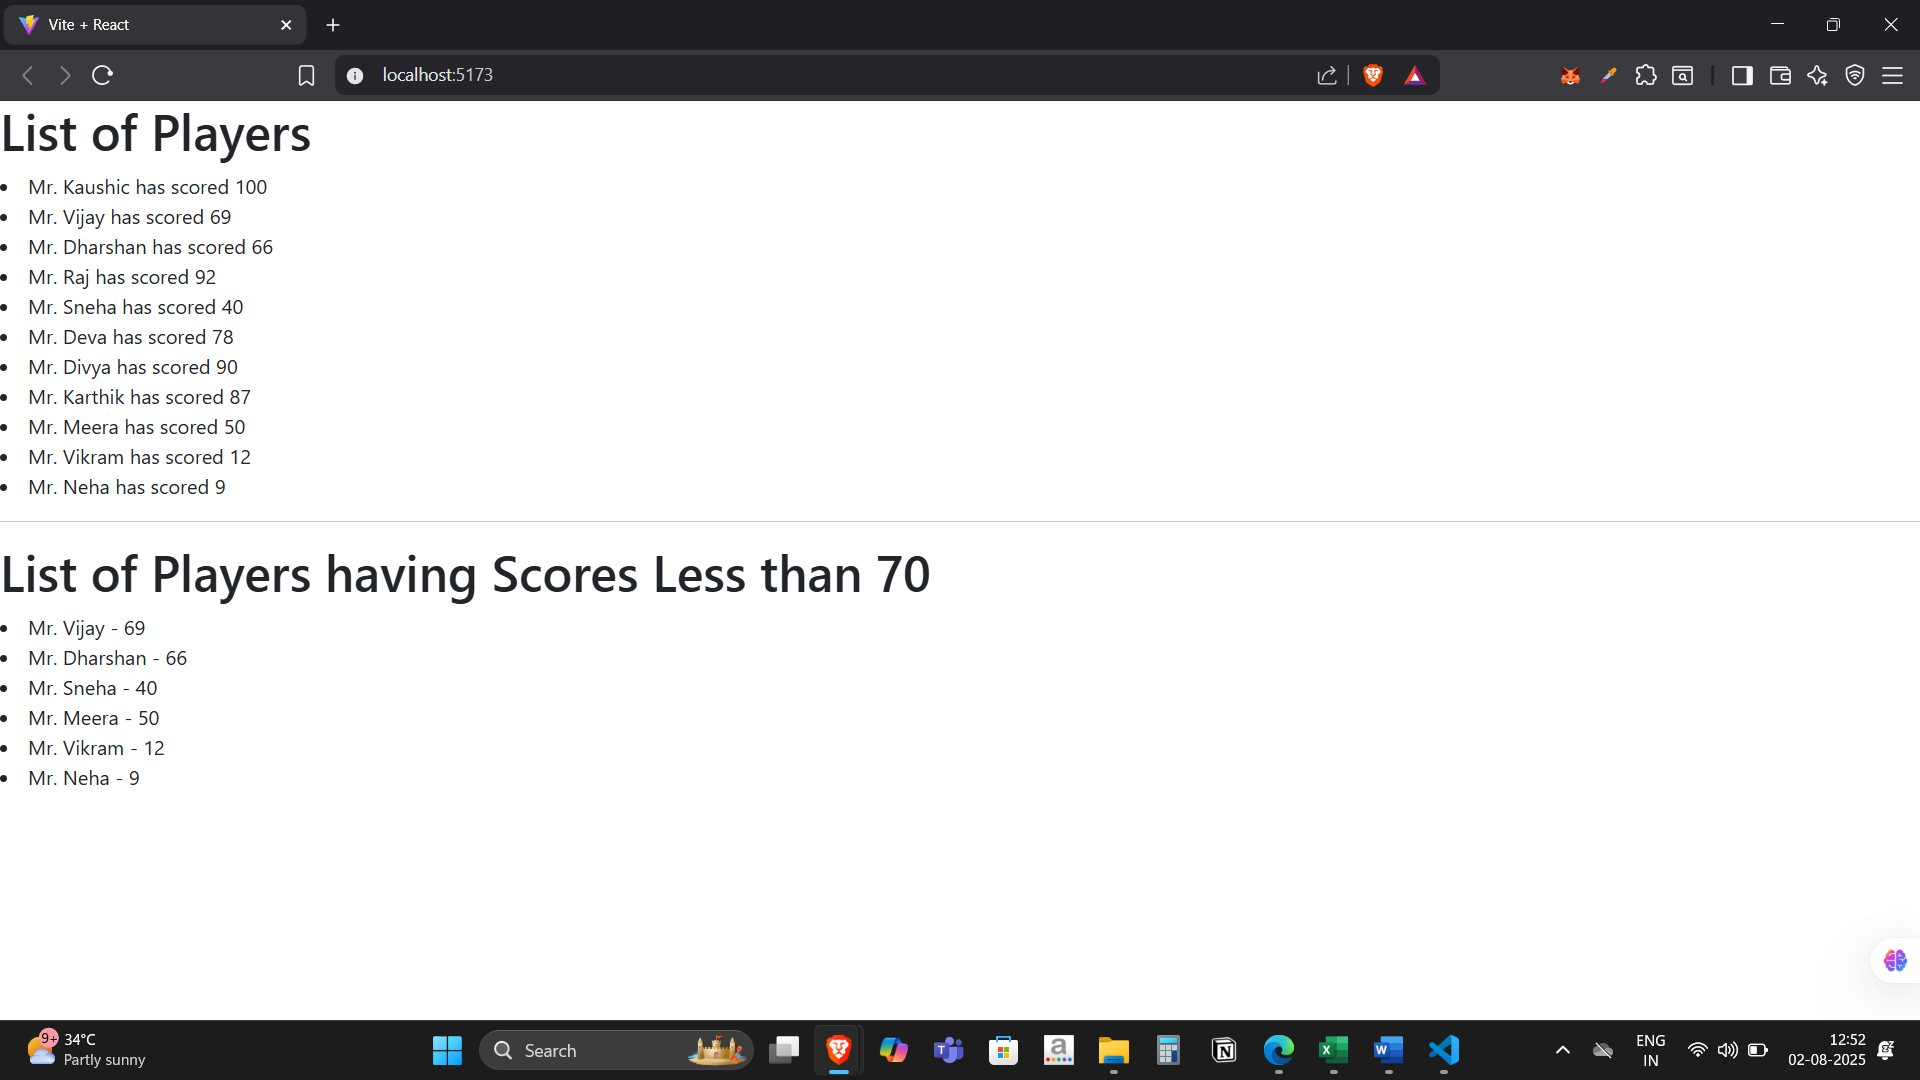 Vite + React
localhost:5173
List of Players
Mr. Kaushic has scored 100
Mr. Vijay has scored 69
Mr. Dharshan has scored 66
Mr. Raj has scored 92
Mr. Sneha has scored 40
Mr. Deva has scored 78
Mr. Divya has scored 90
Mr. Karthik has scored 87
Mr. Meera has scored 50
Mr. Vikram has scored 12
Mr. Neha has scored 9
List of Players having Scores Less than 70
Mr. Vijay - 69
Mr. Dharshan - 66
Mr. Sneha - 40
Mr. Meera - 50
Mr. Vikram - 12
Mr. Neha - 9
9+
34°C
Partly sunny
Search
ENG
IN
12:52
02-08-2025